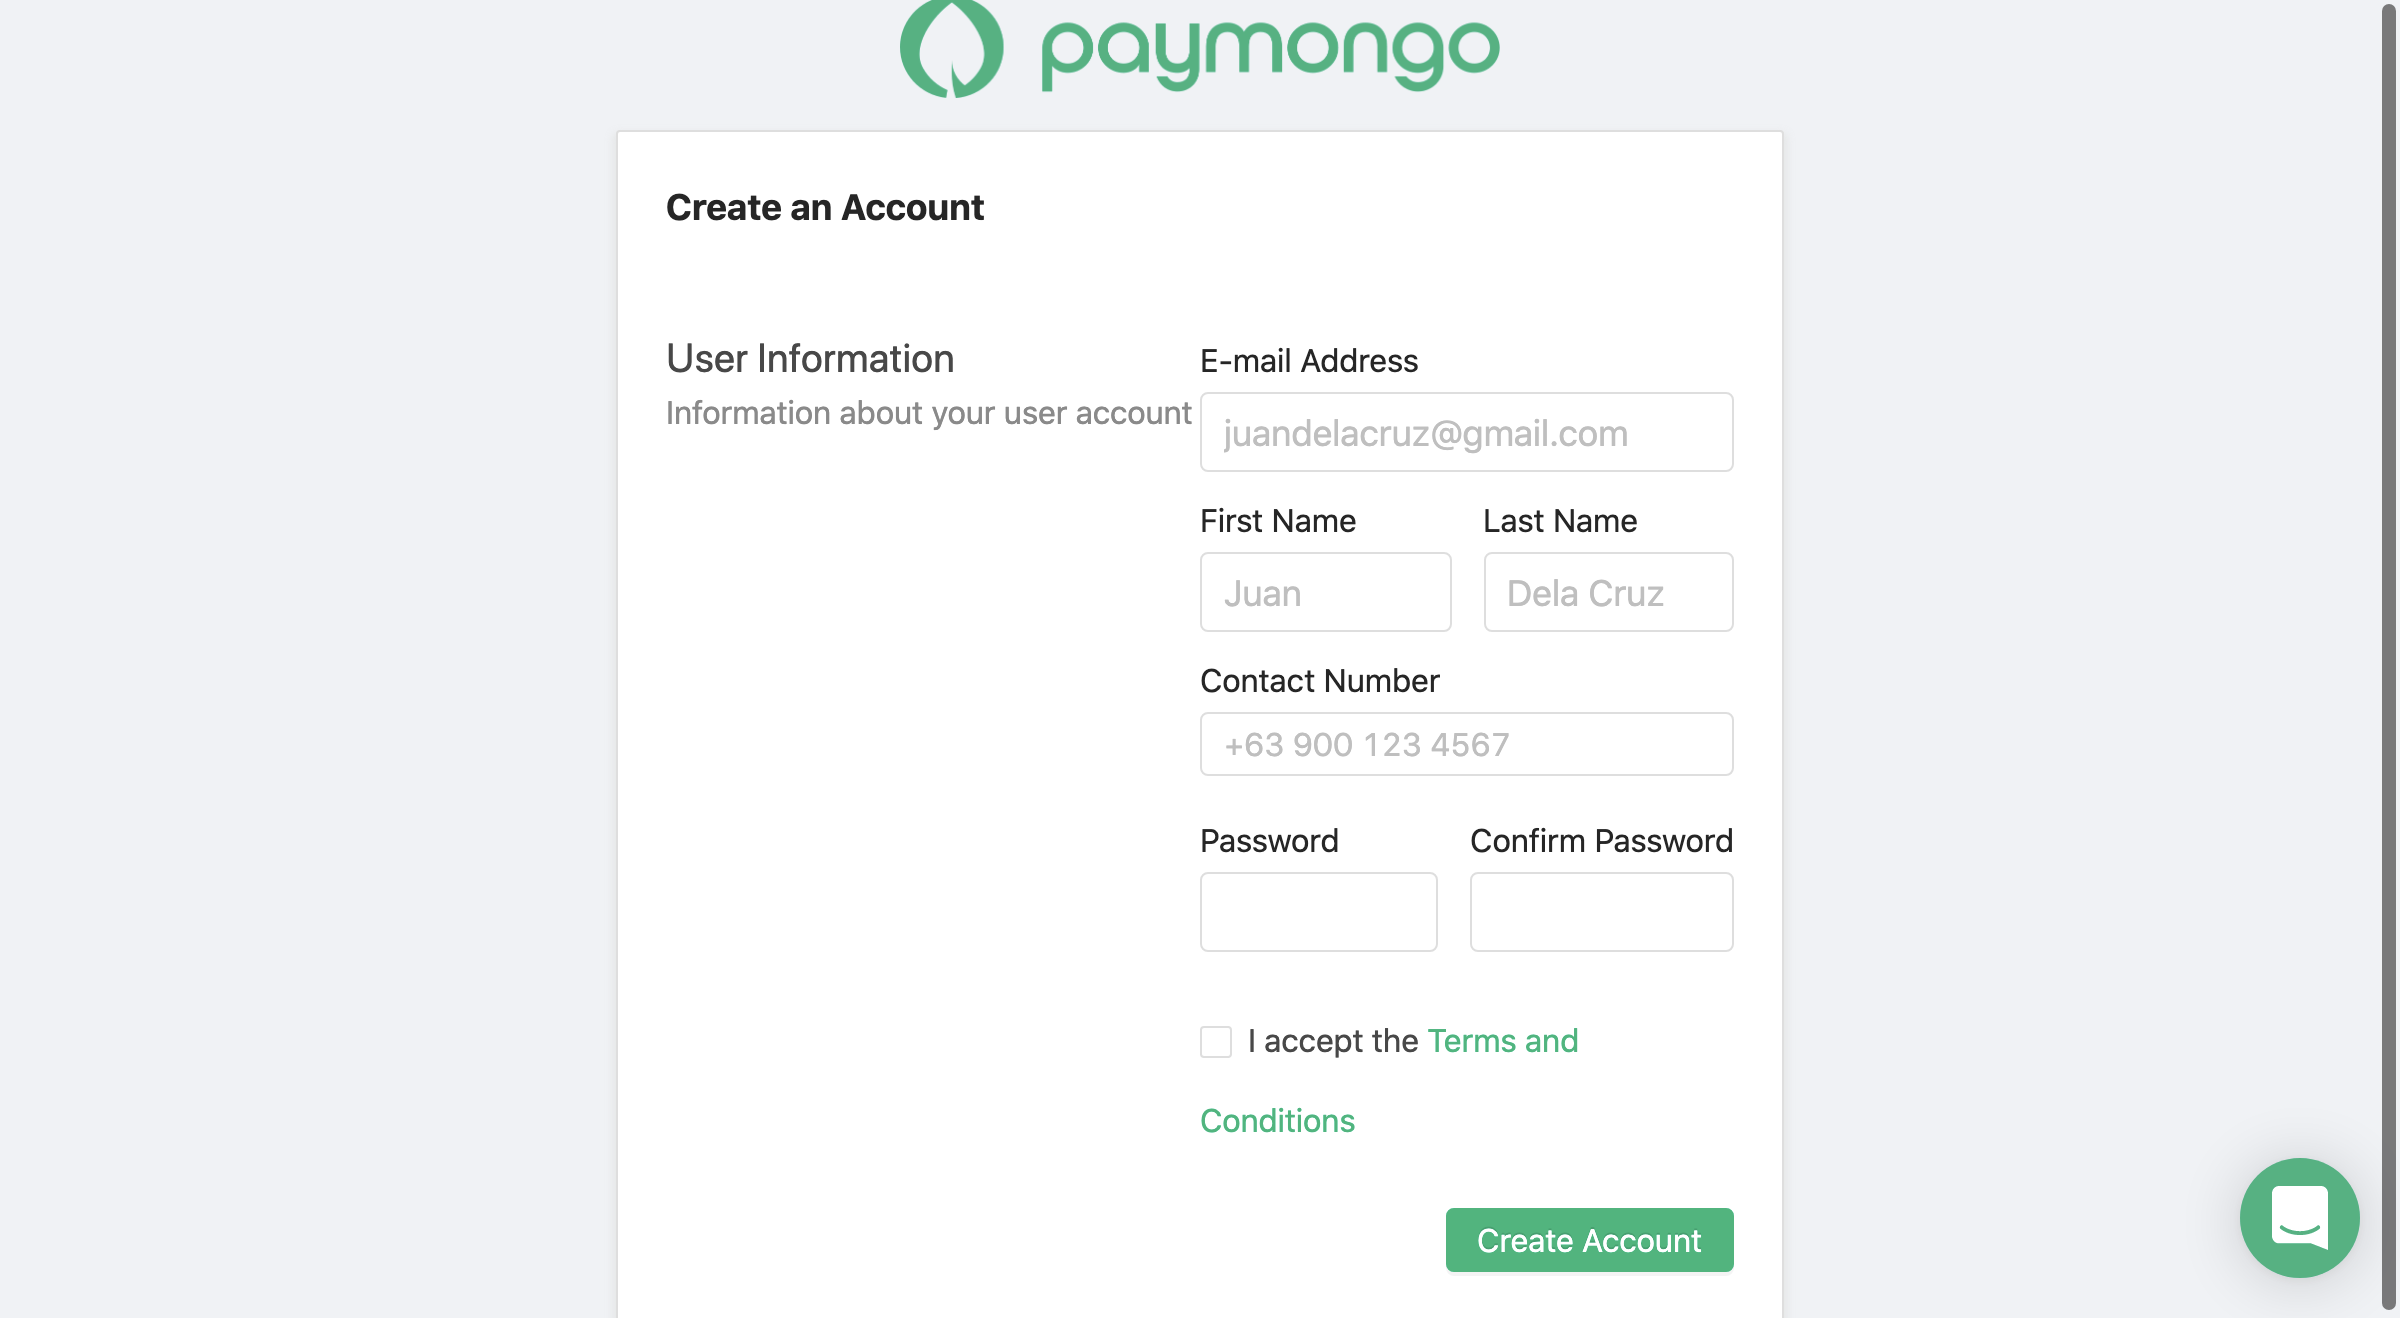 paymongo
Create an Account
User Information
Information about your user account
E-mail Address
juandelacruz@gmail.com
First Name
Last Name
Juan
Dela Cruz
Contact Number
+63 900 123 4567
Password
Confirm Password
I accept the Terms and
Conditions
Create Account